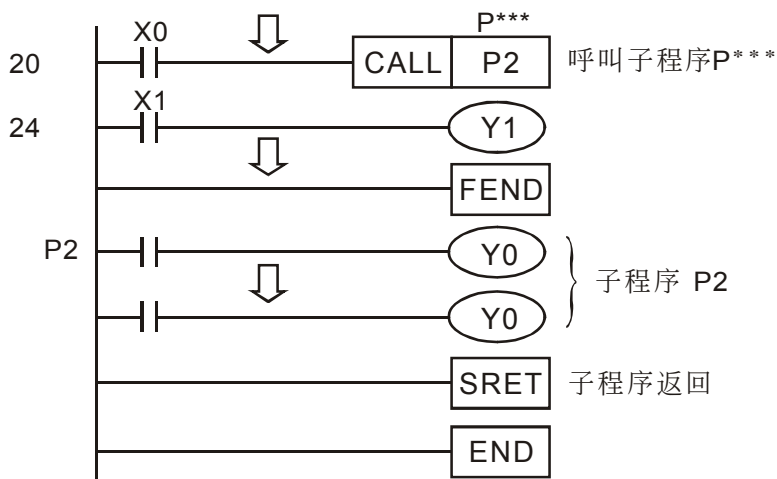 P***
X0
20 CALL P2 呼叫子程序P***
X1
24 Y1
FEND
P2 Y0
子程序 P2
Y0
SRET 子程序返回
END